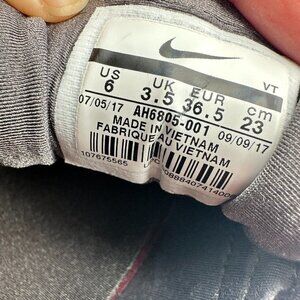 VT
US UK EUR cm
6 3.5 36.5 23
07/05/17 09/09/17
AH6805-001
MADE IN VIETNAM
FABRIQUE AU VIETNAM
107675565